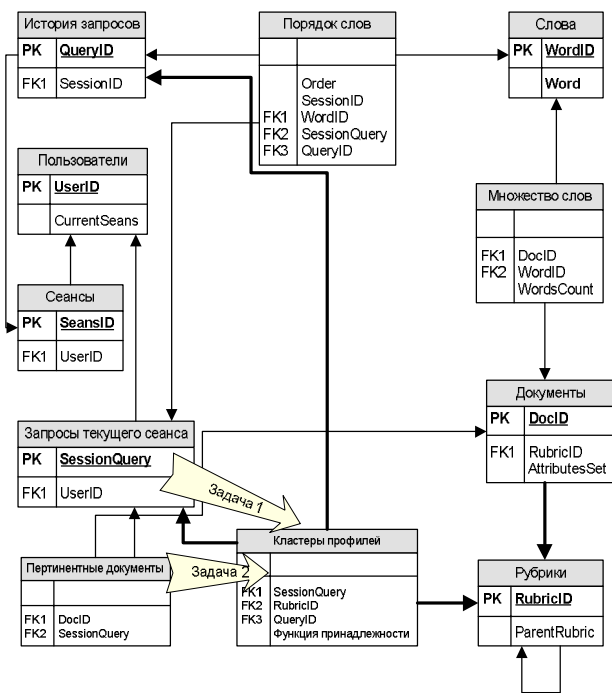 История запросов
PK QueryID
FK1 SessionID
Порядок слов
Order
SessionID
FK1 WordID
FK2 SessionQuery
FK3 QueryID
Слова
PK WordID
Word
Пользователи
PK UserID
CurrentSeans
Множество слов
FK1 DocID
FK2 WordID
WordsCount
Сеансы
PK SeansID
FK1 UserID
Документы
PK DocID
FK1 RubricID
AttributesSet
Запросы текущего сеанса
PK SessionQuery
FK1 UserID
Задача 1
Кластеры профилей
FK1 SessionQuery
FK2 RubricID
FK3 QueryID
Функция принадлежности
Пертинентные документы
FK1 DocID
FK2 SessionQuery
Задача 2
Рубрики
PK RubricID
ParentRubric